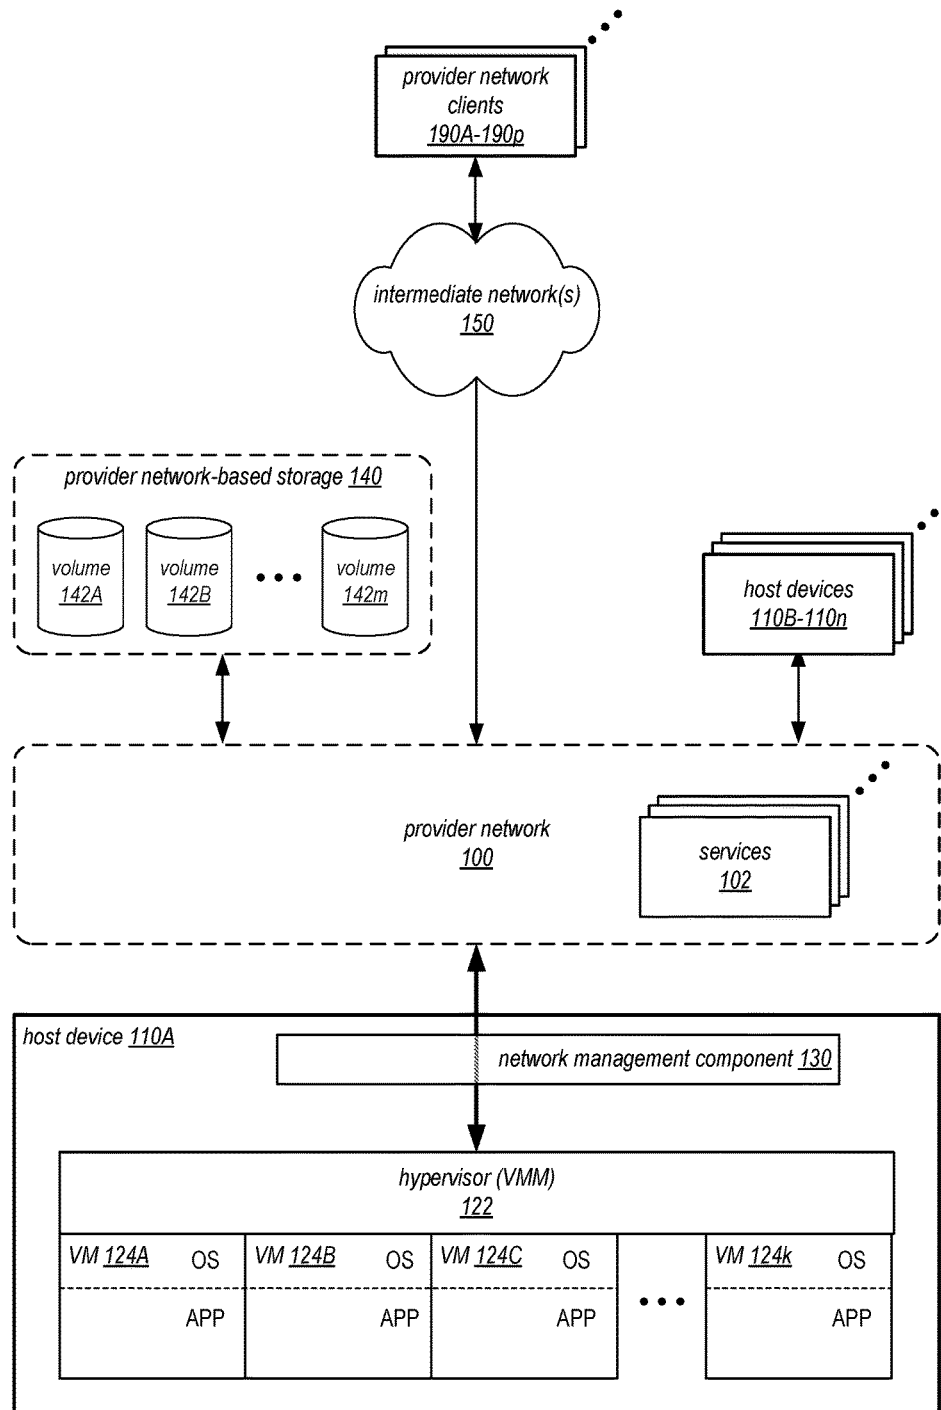 provider network
clients
190A-190p
intermediate network(s)
150
provider network-based storage 140
volume
142A
volume
142B
volume
142m
host devices
110B-110n
provider network
100
services
102
host device 110A
network management component 130
hypervisor (VMM)
122
VM 124A OS
APP
VM 124B OS
APP
VM 124C OS
APP
VM 124k OS
APP